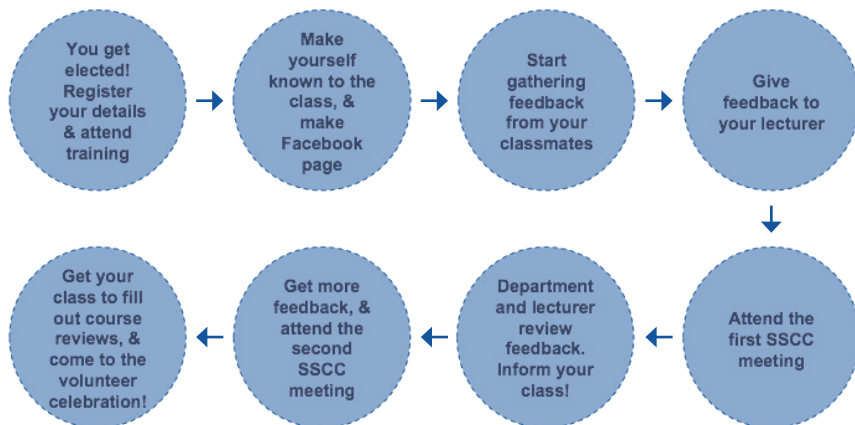 You get
elected!
Register
your details
& attend
training
Make
yourself
known to the
class, &
make
Facebook
page
Start
gathering
feedback
from your
classmates
Give
feedback to
your lecturer
Attend the
first SSCC
meeting
Department
and lecturer
review
feedback.
Inform your
class!
Get more
feedback, &
attend the
second
SSCC
meeting
Get your
class to fill
out course
reviews, &
come to the
volunteer
celebration!